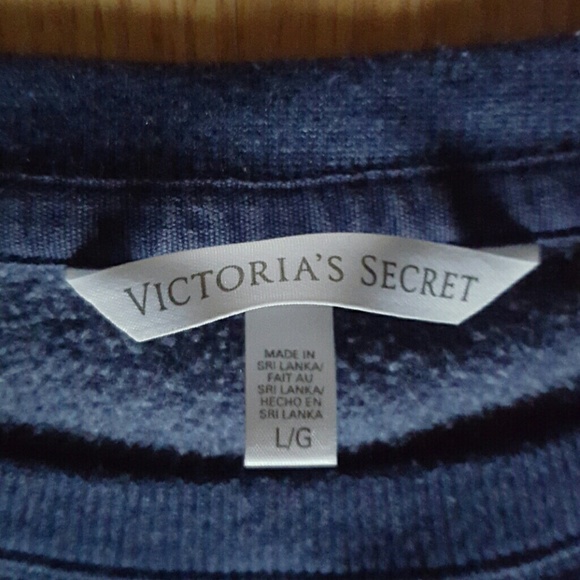 VICTORIA'S SECRET
MADE IN
SRI LANKA/
FAIT AU
SRI LANKA/
HECHO EN
SRI LANKA
L/G